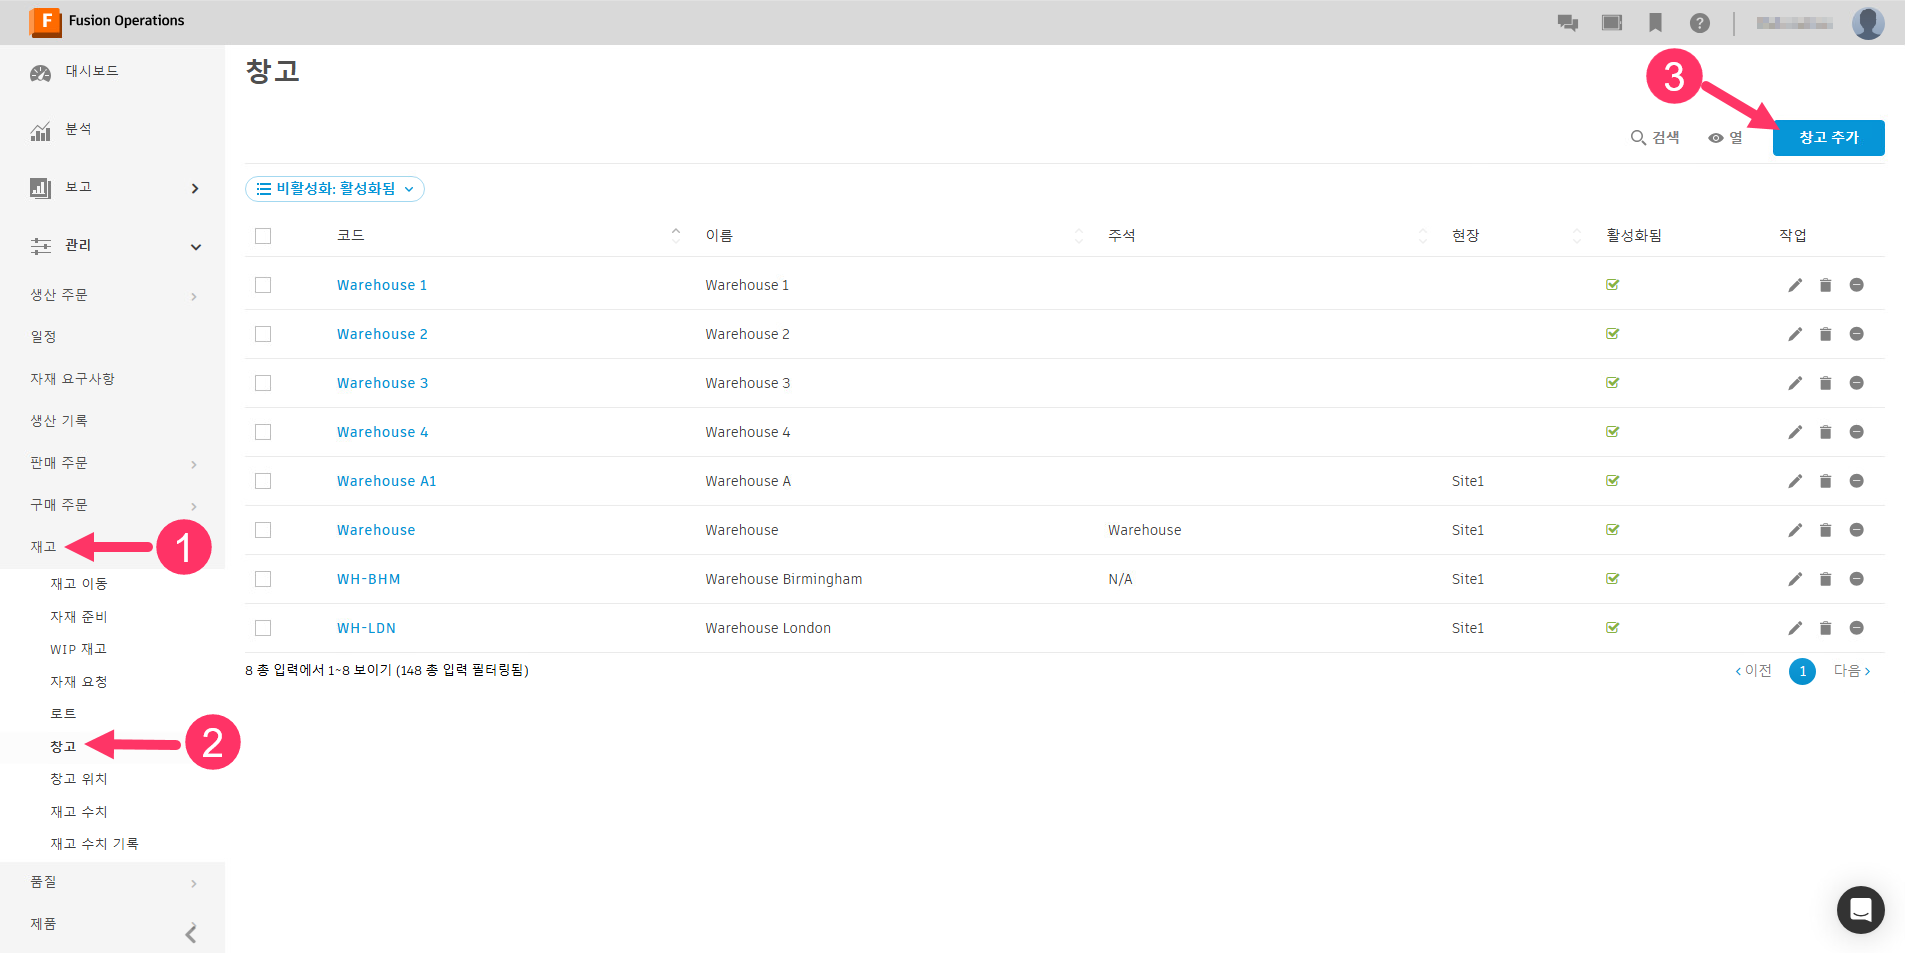 F Fusion Operations
대시보드
분석
보고
관리
생산 주문
일정
자재 요구사항
생산 기록
판매 주문
구매 주문
재고
1
재고 이동
자재 준비
WIP 재고
자재 요청
로트
창고
2
창고 위치
재고 수치
재고 수치 기록
품질
제품
창고
3
검색 열 창고 추가
비활성화: 활성화됨
코드 이름 주석 현장 활성화됨 작업
Warehouse 1 Warehouse 1
Warehouse 2 Warehouse 2
Warehouse 3 Warehouse 3
Warehouse 4 Warehouse 4
Warehouse A1 Warehouse A Site1
Warehouse Warehouse Warehouse Site1
WH-BHM Warehouse Birmingham N/A Site1
WH-LDN Warehouse London Site1
8 총 입력에서 1~8 보이기 (148 총 입력 필터링됨)
이전 1 다음